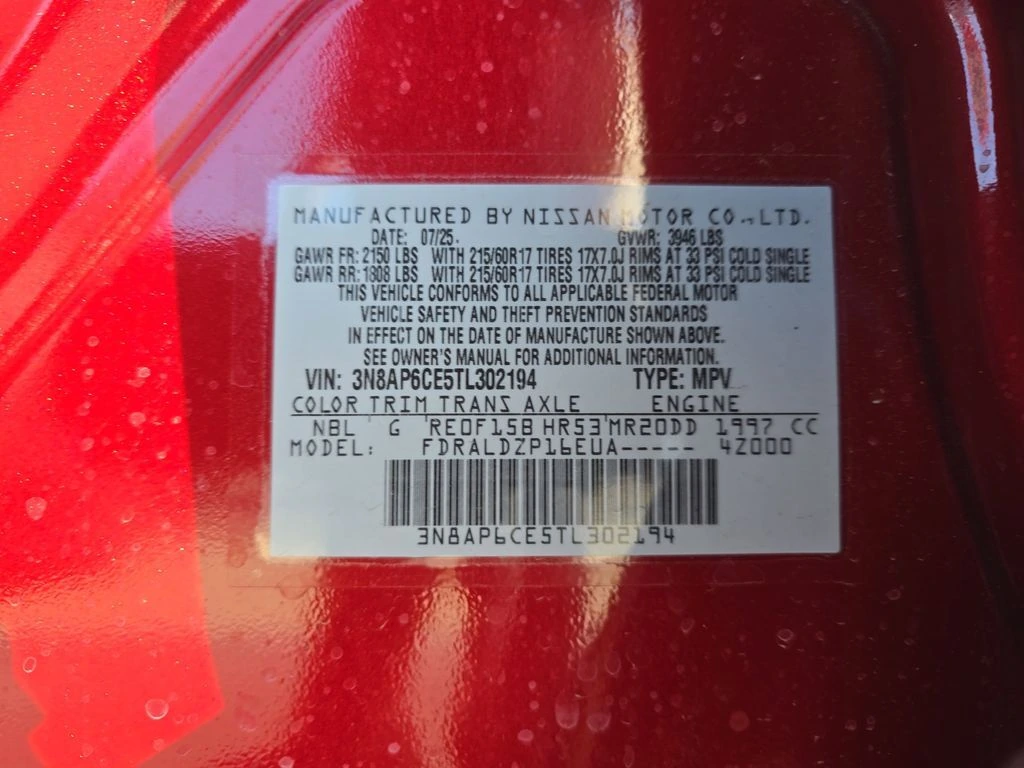 MANUFACTURED BY NISSAN MOTOR CO.,LTD.
DATE: 07/25. GVWR: 3946 LBS
GAWR FR: 2150 LBS WITH 215/60R17 TIRES 17X7.0J RIMS AT 33 PSI COLD SINGLE
GAWR RR: 1808 LBS WITH 215/60R17 TIRES 17X7.0J RIMS AT 33 PSI COLD SINGLE
THIS VEHICLE CONFORMS TO ALL APPLICABLE FEDERAL MOTOR
VEHICLE SAFETY AND THEFT PREVENTION STANDARDS
IN EFFECT ON THE DATE OF MANUFACTURE SHOWN ABOVE.
SEE OWNER'S MANUAL FOR ADDITIONAL INFORMATION.
VIN: 3N8AP6CE5TL302194 TYPE: MPV
COLOR TRIM TRANS AXLE ENGINE
NBL G 'RE0F15B HR53'MR20DD 1997 CC
MODEL: FDRALDZP16EUA----- 4Z000
3N8AP6CE5TL302194